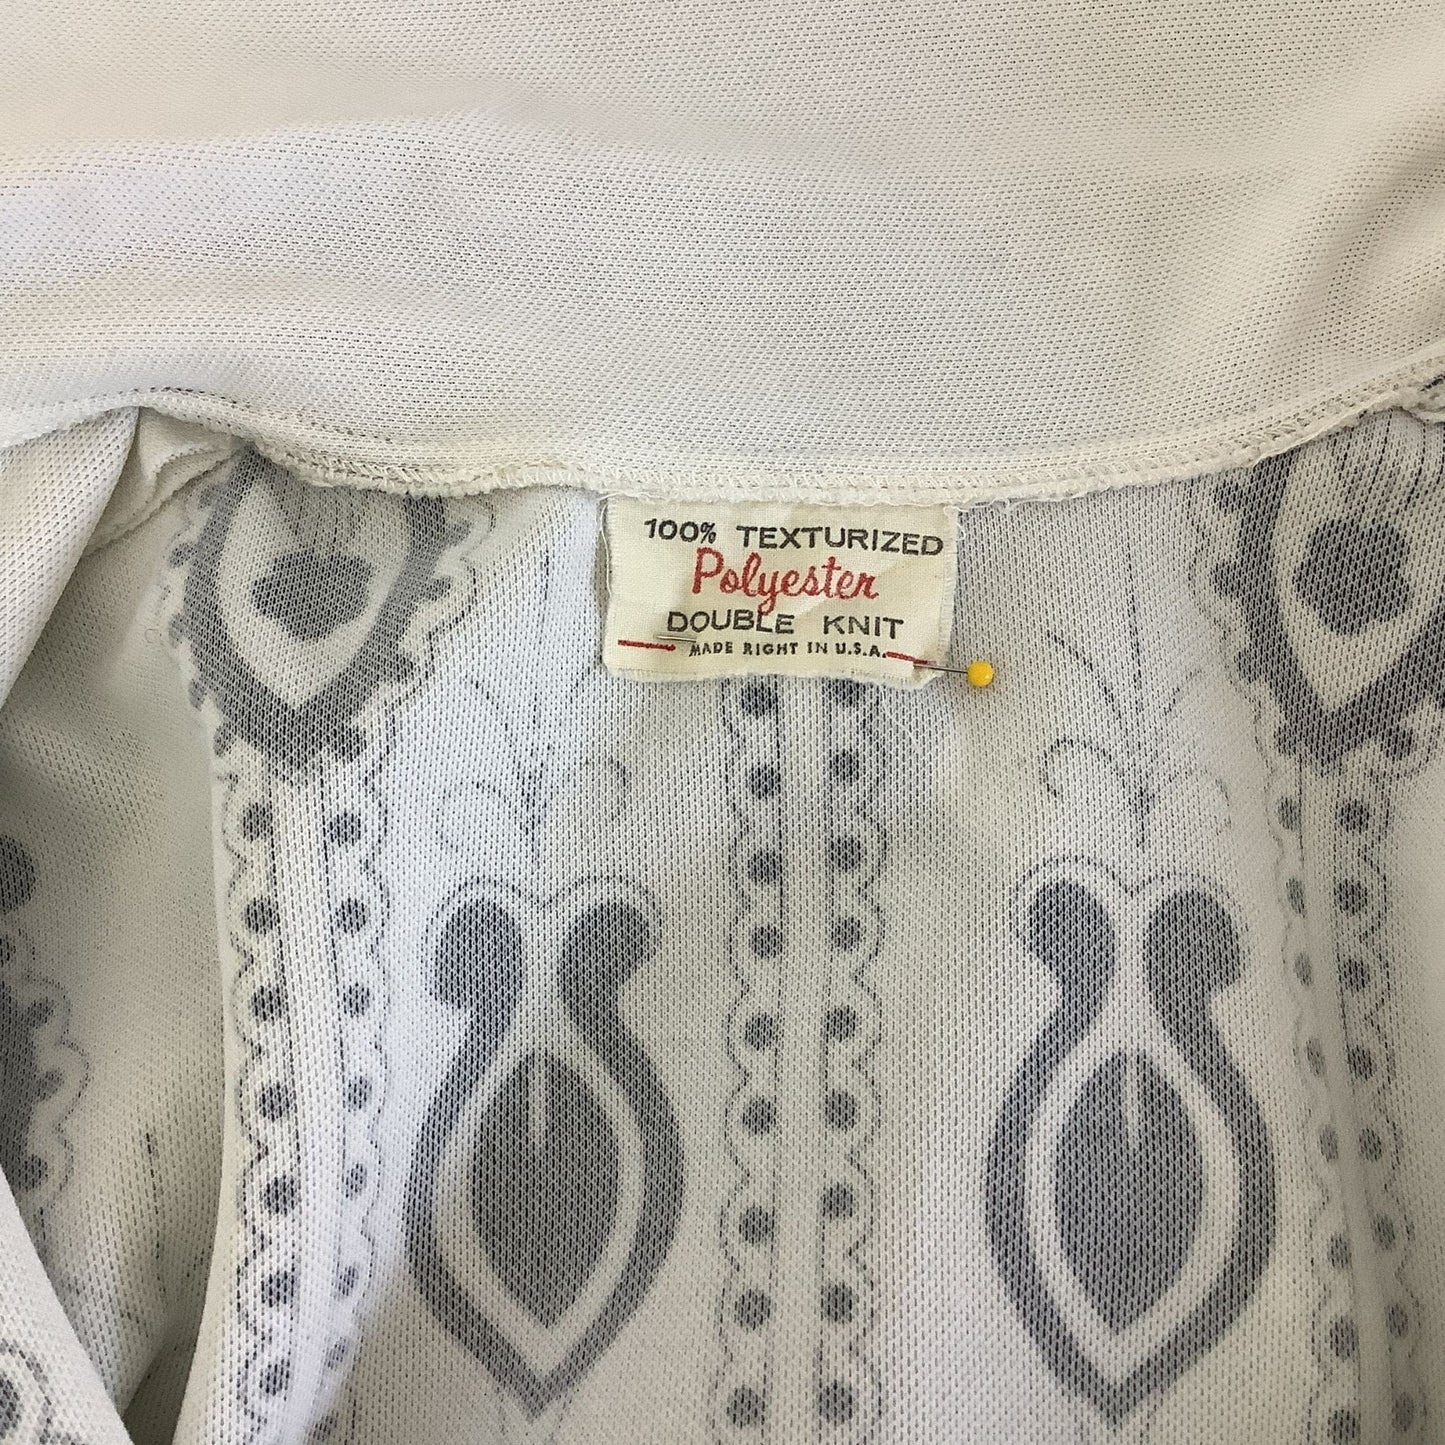 100% TEXTURIZED
Polyester
DOUBLE KNIT
MADE RIGHT IN U.S.A.